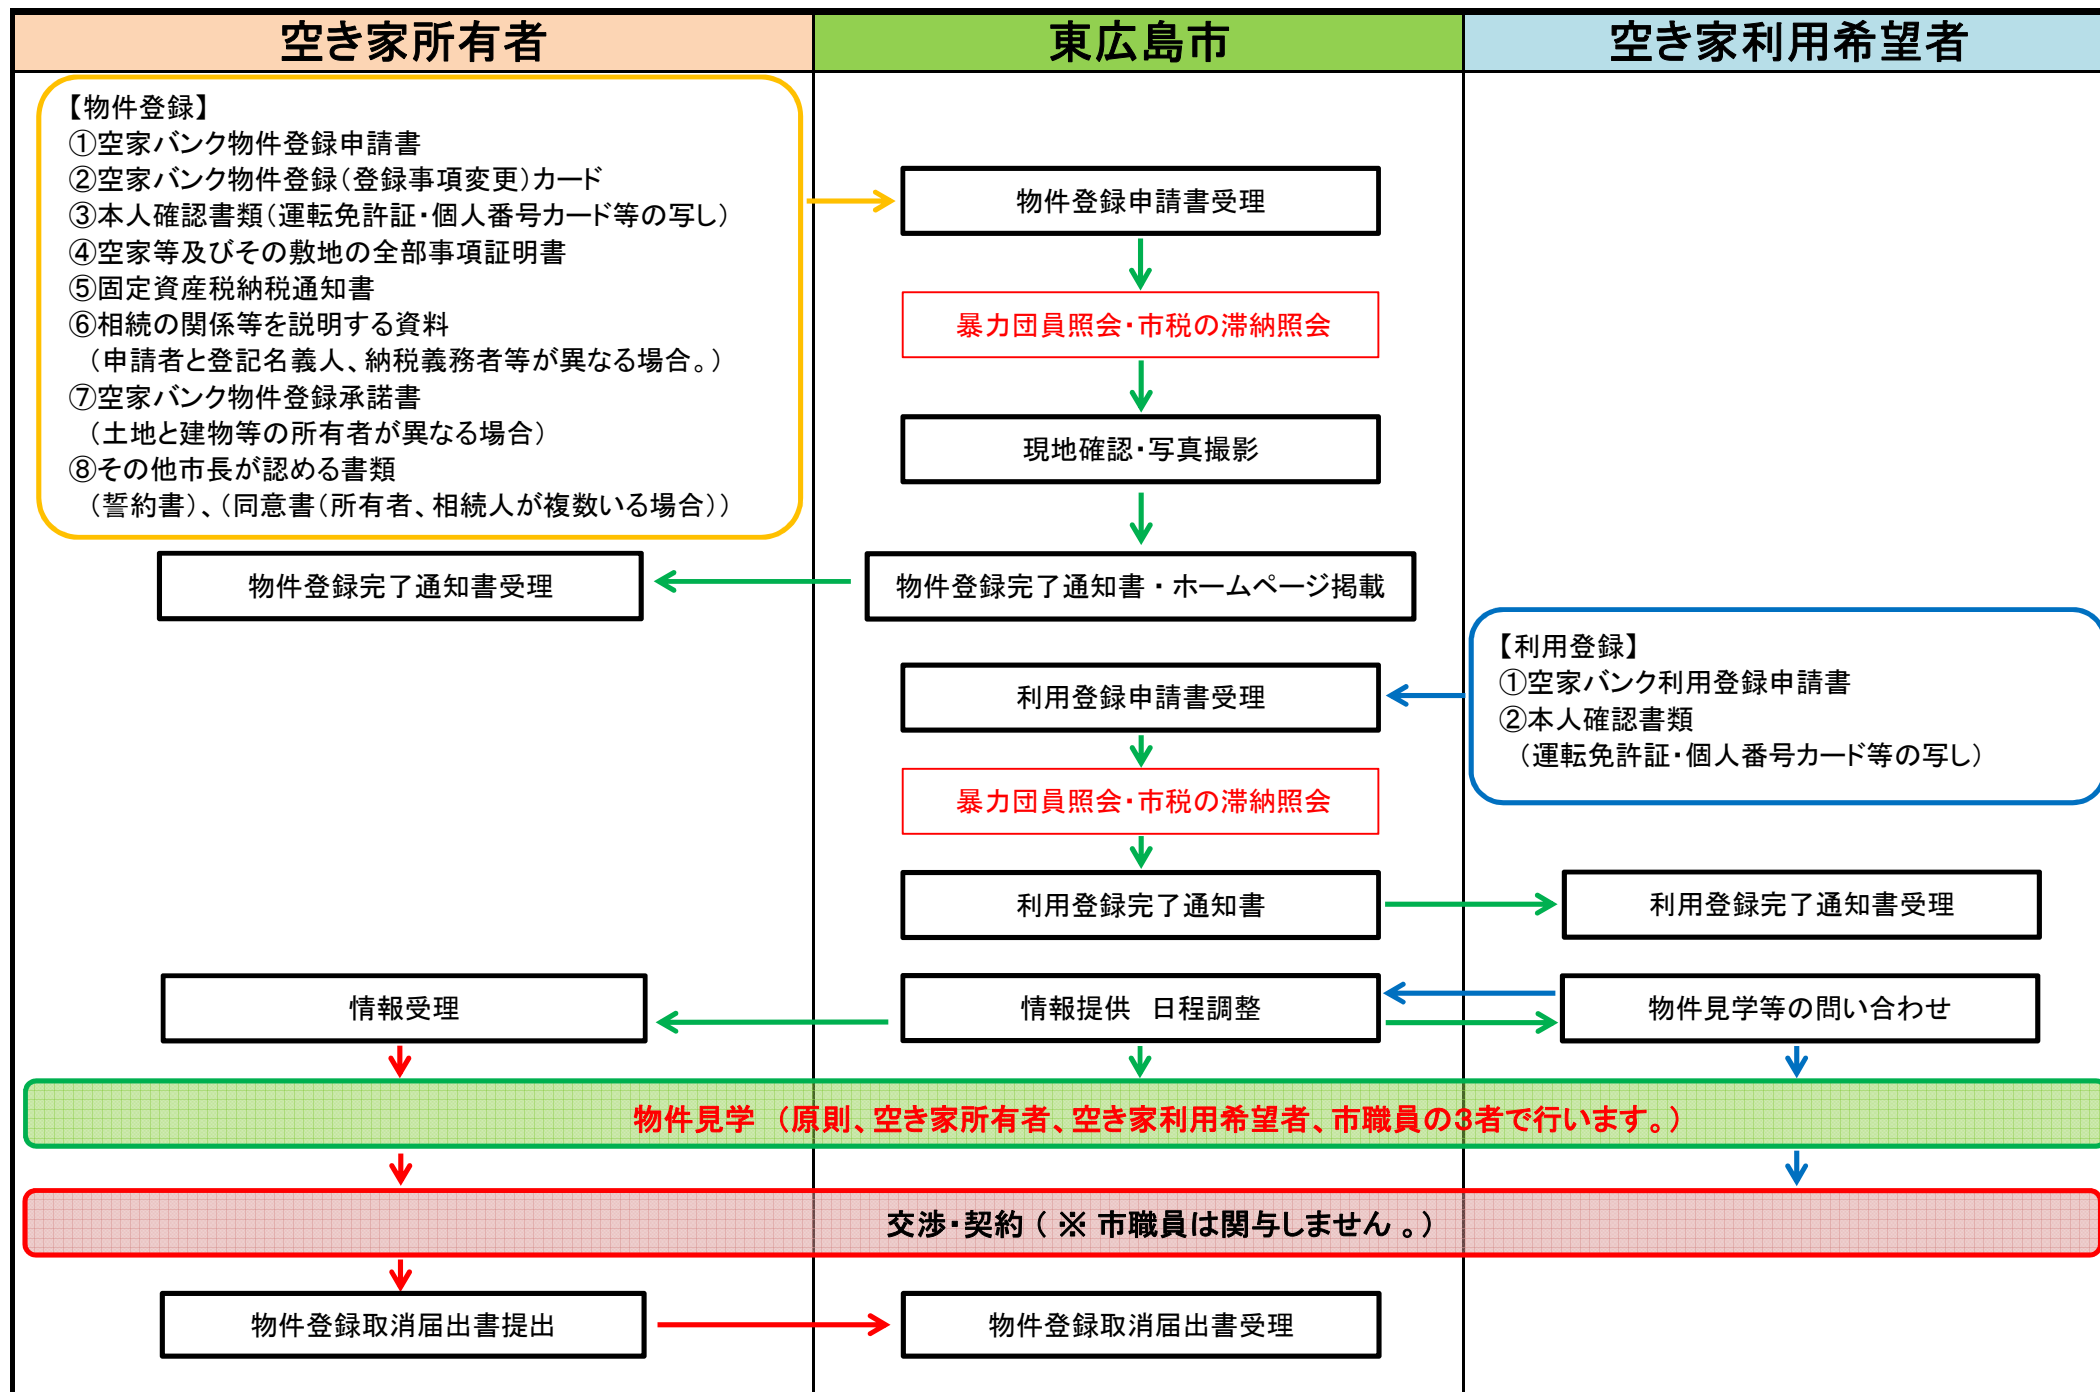 空き家所有者
東広島市
空き家利用希望者
【物件登録】
①空家バンク物件登録申請書
②空家バンク物件登録（登録事項変更）カード
③本人確認書類（運転免許証・個人番号カード等の写し）
④空家等及びその敷地の全部事項証明書
⑤固定資産税納税通知書
⑥相続の関係等を説明する資料
（申請者と登記名義人、納税義務者等が異なる場合。）
⑦空家バンク物件登録承諾書
（土地と建物等の所有者が異なる場合）
⑧その他市長が認める書類
（誓約書）、（同意書（所有者、相続人が複数いる場合））
物件登録申請書受理
暴力団員照会・市税の滞納照会
現地確認・写真撮影
物件登録完了通知書受理
物件登録完了通知書・ホームページ掲載
【利用登録】
①空家バンク利用登録申請書
②本人確認書類
（運転免許証・個人番号カード等の写し）
利用登録申請書受理
暴力団員照会・市税の滞納照会
利用登録完了通知書
利用登録完了通知書受理
情報受理
情報提供　日程調整
物件見学等の問い合わせ
物件見学　（原則、空き家所有者、空き家利用希望者、市職員の3者で行います。）
交渉・契約（ ※ 市職員は関与しません 。）
物件登録取消届出書提出
物件登録取消届出書受理